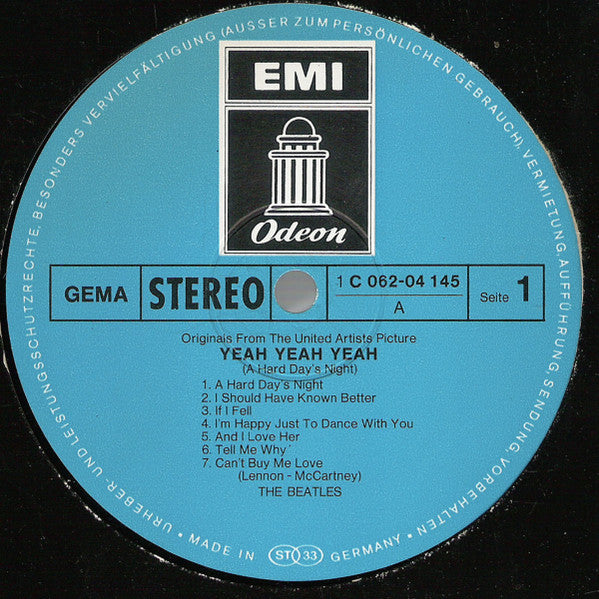 EMI
Odeon
GEMA
STEREO
1 C 062-04 145
A
Seite 1
Originals From The United Artists Picture
YEAH YEAH YEAH
(A Hard Day's Night)
1. A Hard Day's Night
2. I Should Have Known Better
3. If I Fell
4. I'm Happy Just To Dance With You
5. And I Love Her
6. Tell Me Why´
7. Can't Buy Me Love
(Lennon - McCartney)
THE BEATLES
URHEBER- UND LEISTUNGSSCHUTZRECHTE, BESONDERS VERVIELFÄLTIGUNG (AUSSER ZUM PERSÖNLICHEN GEBRAUCH), VERMIETUNG, AUFFÜHRUNG, SENDUNG, VORBEHALTEN
• MADE IN ST 33 GERMANY •